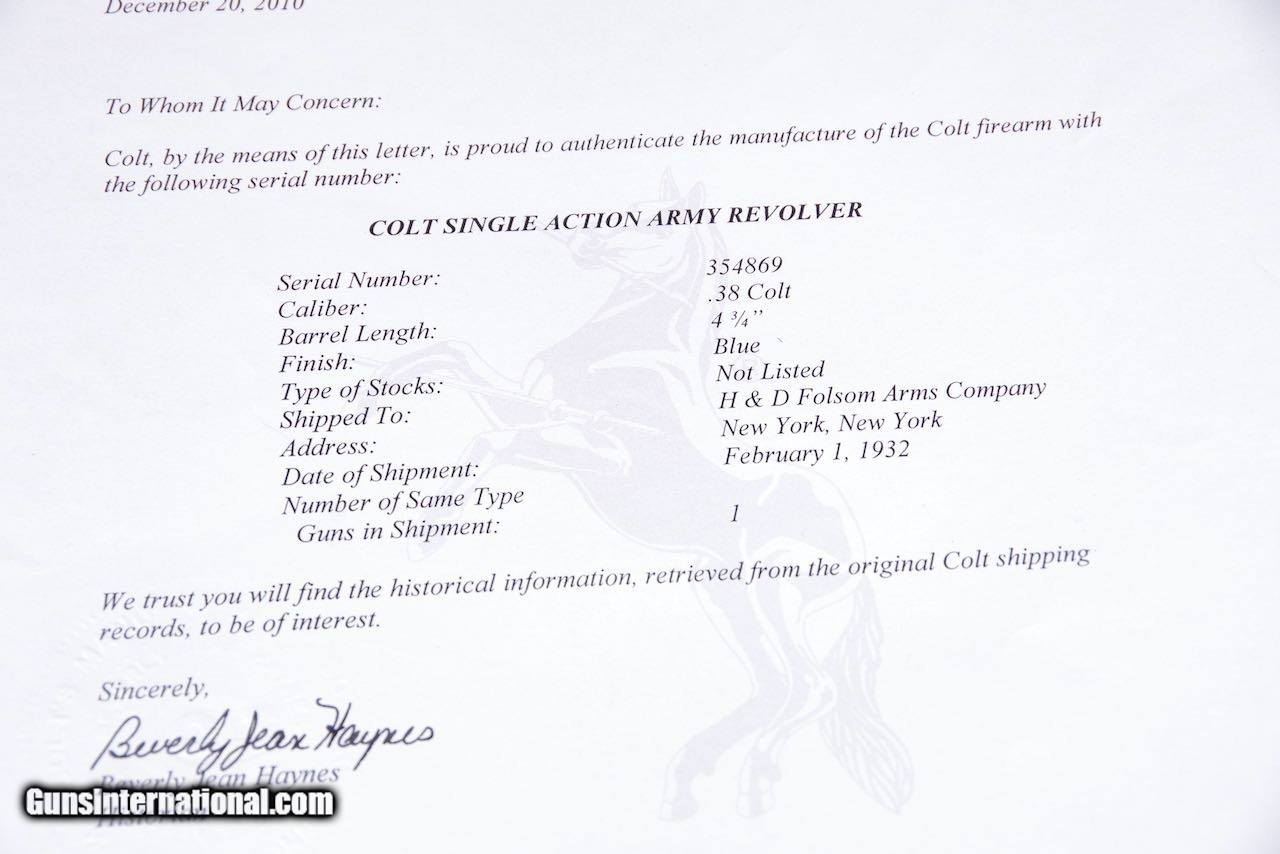 December 20, 2010
To Whom It May Concern:
Colt, by the means of this letter, is proud to authenticate the manufacture of the Colt firearm with
the following serial number:
COLT SINGLE ACTION ARMY REVOLVER
Serial Number: 354869
Caliber: .38 Colt
Barrel Length: 4 ¾”
Finish: Blue
Type of Stocks: Not Listed
Shipped To: H & D Folsom Arms Company
Address: New York, New York
Date of Shipment: February 1, 1932
Number of Same Type
Guns in Shipment: 1
We trust you will find the historical information, retrieved from the original Colt shipping
records, to be of interest.
Sincerely,
Beverly Jean Haynes
Beverly Jean Haynes
Historian
GunsInternational.com